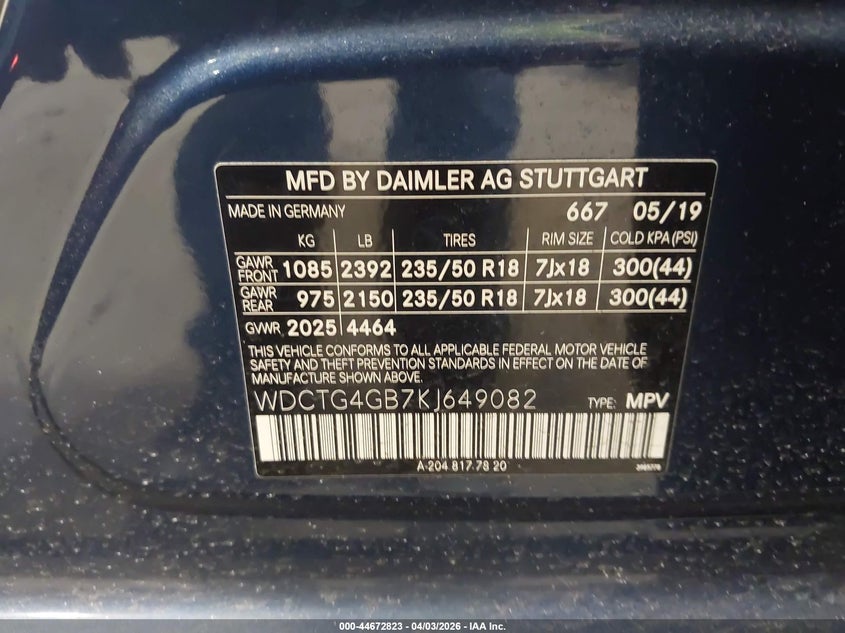 MFD BY DAIMLER AG STUTTGART
MADE IN GERMANY 667 05/19
KG LB TIRES RIM SIZE COLD KPA (PSI)
GAWR FRONT 1085 2392 235/50 R18 7Jx18 300(44)
GAWR REAR 975 2150 235/50 R18 7Jx18 300(44)
GVWR 2025 4464
THIS VEHICLE CONFORMS TO ALL APPLICABLE FEDERAL MOTOR VEHICLE
SAFETY AND THEFT PREVENTION STANDARDS IN EFFECT ON THE DATE OF
MANUFACTURE SHOWN ABOVE.
WDCTG4GB7KJ649082 TYPE: MPV
A-204 817 78 20
000-44672823 - 04/03/2026 - IAA Inc.